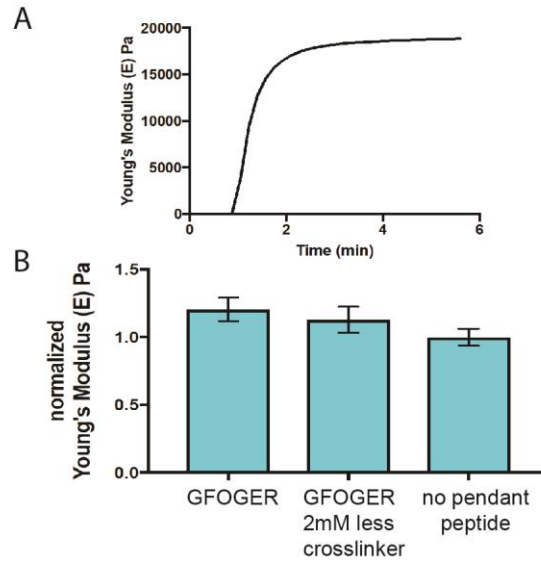 A
Young's Modulus (E) Pa
20000
15000
10000
5000
0
0
2
4
6
Time (min)
B
normalized
Young's Modulus (E) Pa
1.5
1.0
0.5
0.0
GFOGER
GFOGER
2mM less
crosslinker
no pendant
peptide